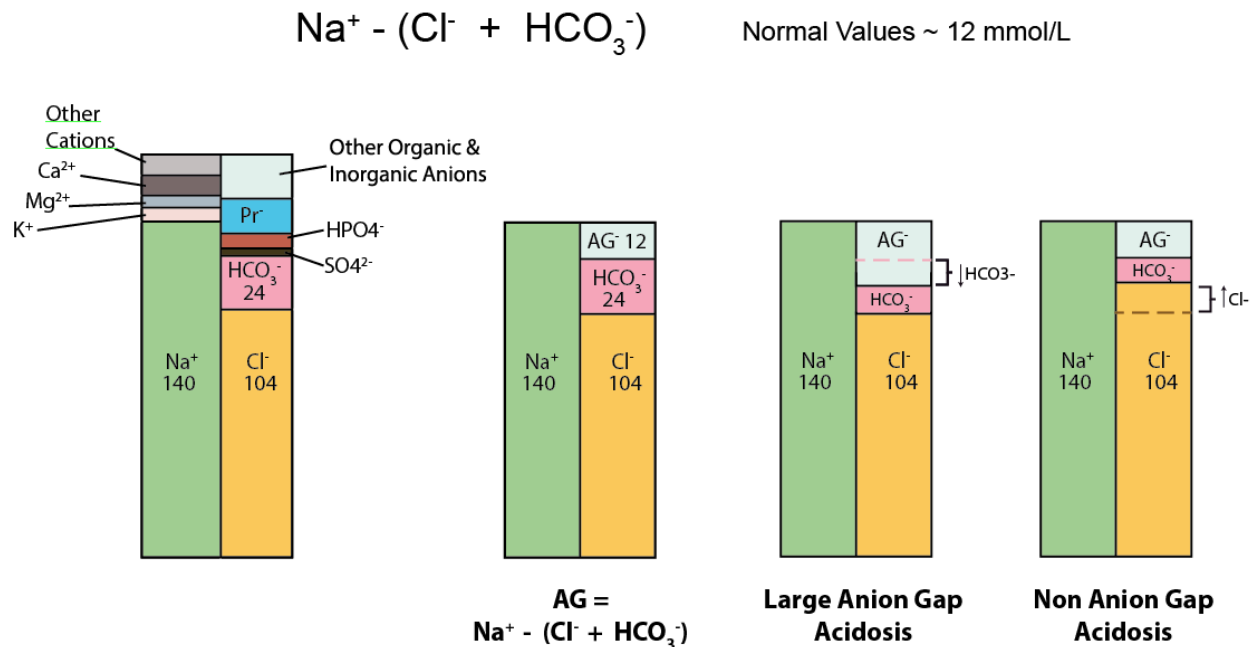 Na⁺ - (Cl⁻ + HCO₃⁻) Normal Values ~ 12 mmol/L
Other
Cations
Ca²⁺
Mg²⁺
K⁺
Other Organic &
Inorganic Anions
Pr⁻
HPO4⁻
SO4²⁻
HCO₃⁻
24
Na⁺
140
Cl⁻
104
AG⁻ 12
HCO₃⁻
24
Na⁺
140
Cl⁻
104
AG =
Na⁺ - (Cl⁻ + HCO₃⁻)
AG⁻
↓HCO3-
HCO₃⁻
Na⁺
140
Cl⁻
104
Large Anion Gap
Acidosis
AG⁻
HCO₃⁻
↑Cl-
Na⁺
140
Cl⁻
104
Non Anion Gap
Acidosis